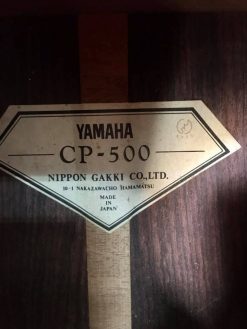 YAMAHA
CP-500
NIPPON GAKKI CO.,LTD.
10-1 NAKAZAWACHO HAMAMATSU
MADE
IN
JAPAN